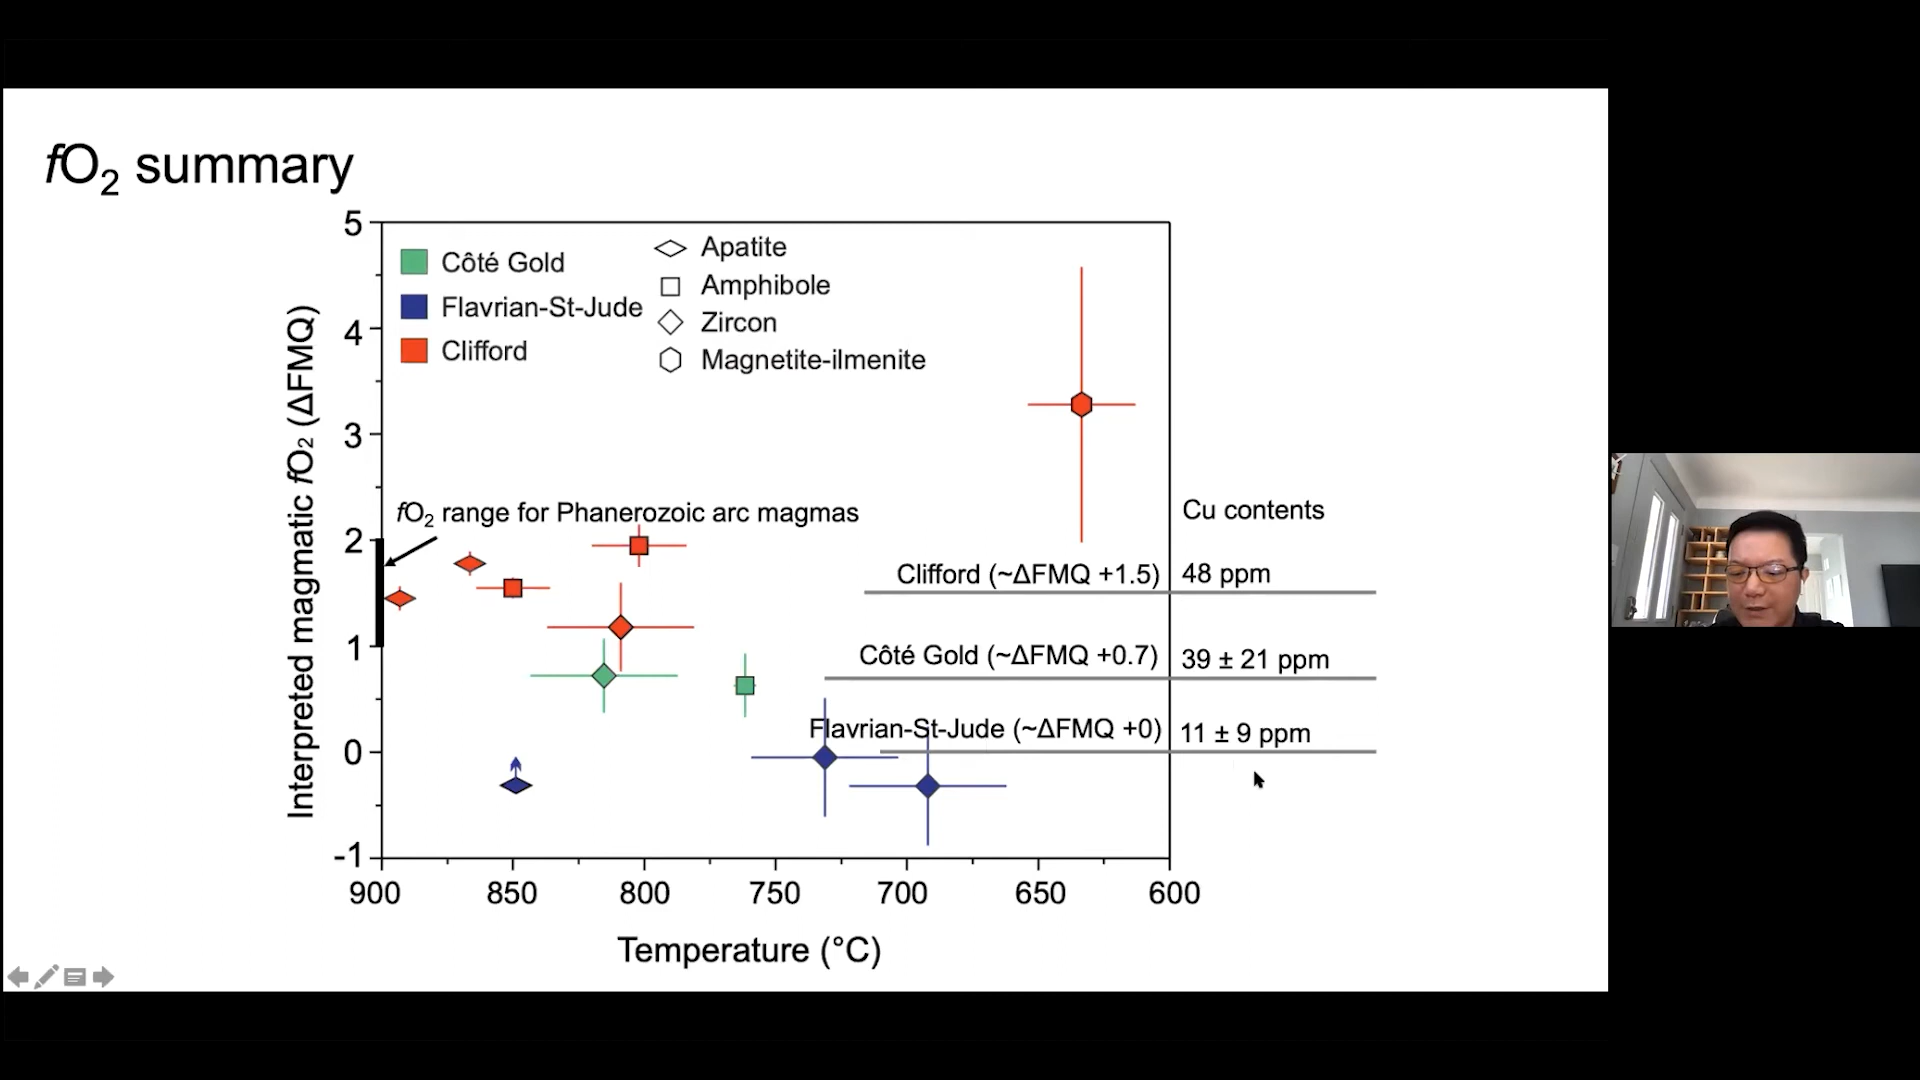 fO₂ summary
Côté Gold
Flavrian-St-Jude
Clifford
Apatite
Amphibole
Zircon
Magnetite-ilmenite
Interpreted magmatic fO₂ (ΔFMQ)
5
4
3
2
1
0
-1
fO₂ range for Phanerozoic arc magmas
Cu contents
Clifford (~ΔFMQ +1.5) 48 ppm
Côté Gold (~ΔFMQ +0.7) 39 ± 21 ppm
Flavrian-St-Jude (~ΔFMQ +0) 11 ± 9 ppm
900 850 800 750 700 650 600
Temperature (°C)